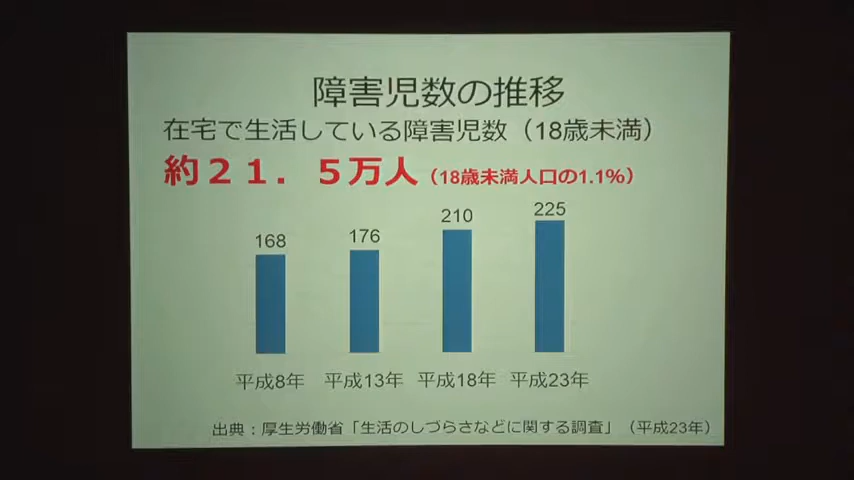 障害児数の推移
在宅で生活している障害児数（18歳未満）
約２１．５万人（18歳未満人口の1.1％）
168 176 210 225
平成8年 平成13年 平成18年 平成23年
出典：厚生労働省「生活のしづらさなどに関する調査」（平成23年）